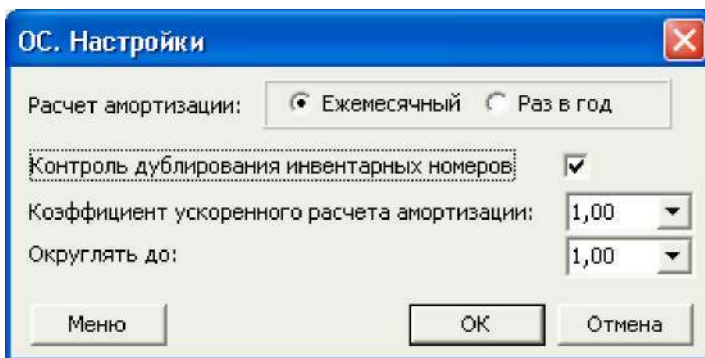 ОС. Настройки
Расчет амортизации: Ежемесячный Раз в год
Контроль дублирования инвентарных номеров
Коэффициент ускоренного расчета амортизации: 1,00
Округлять до: 1,00
Меню ОК Отмена